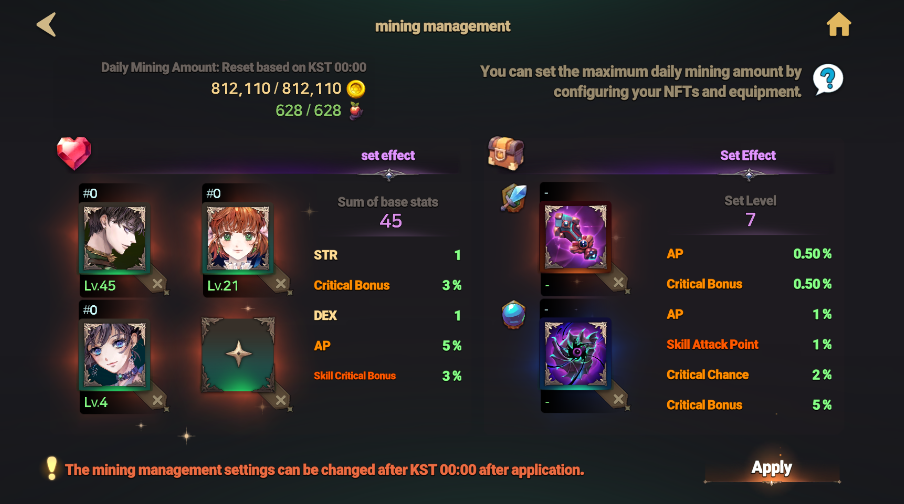 mining management
Daily Mining Amount: Reset based on KST 00:00
812,110 / 812,110
628 / 628
You can set the maximum daily mining amount by
configuring your NFTs and equipment.
?
set effect
#0
#0
Lv.45
Lv.21
#0
Lv.4
Sum of base stats
45
STR 1
Critical Bonus 3 %
DEX 1
AP 5 %
Skill Critical Bonus 3 %
Set Effect
-
-
-
-
Set Level
7
AP 0.50 %
Critical Bonus 0.50 %
AP 1 %
Skill Attack Point 1 %
Critical Chance 2 %
Critical Bonus 5 %
The mining management settings can be changed after KST 00:00 after application.
Apply